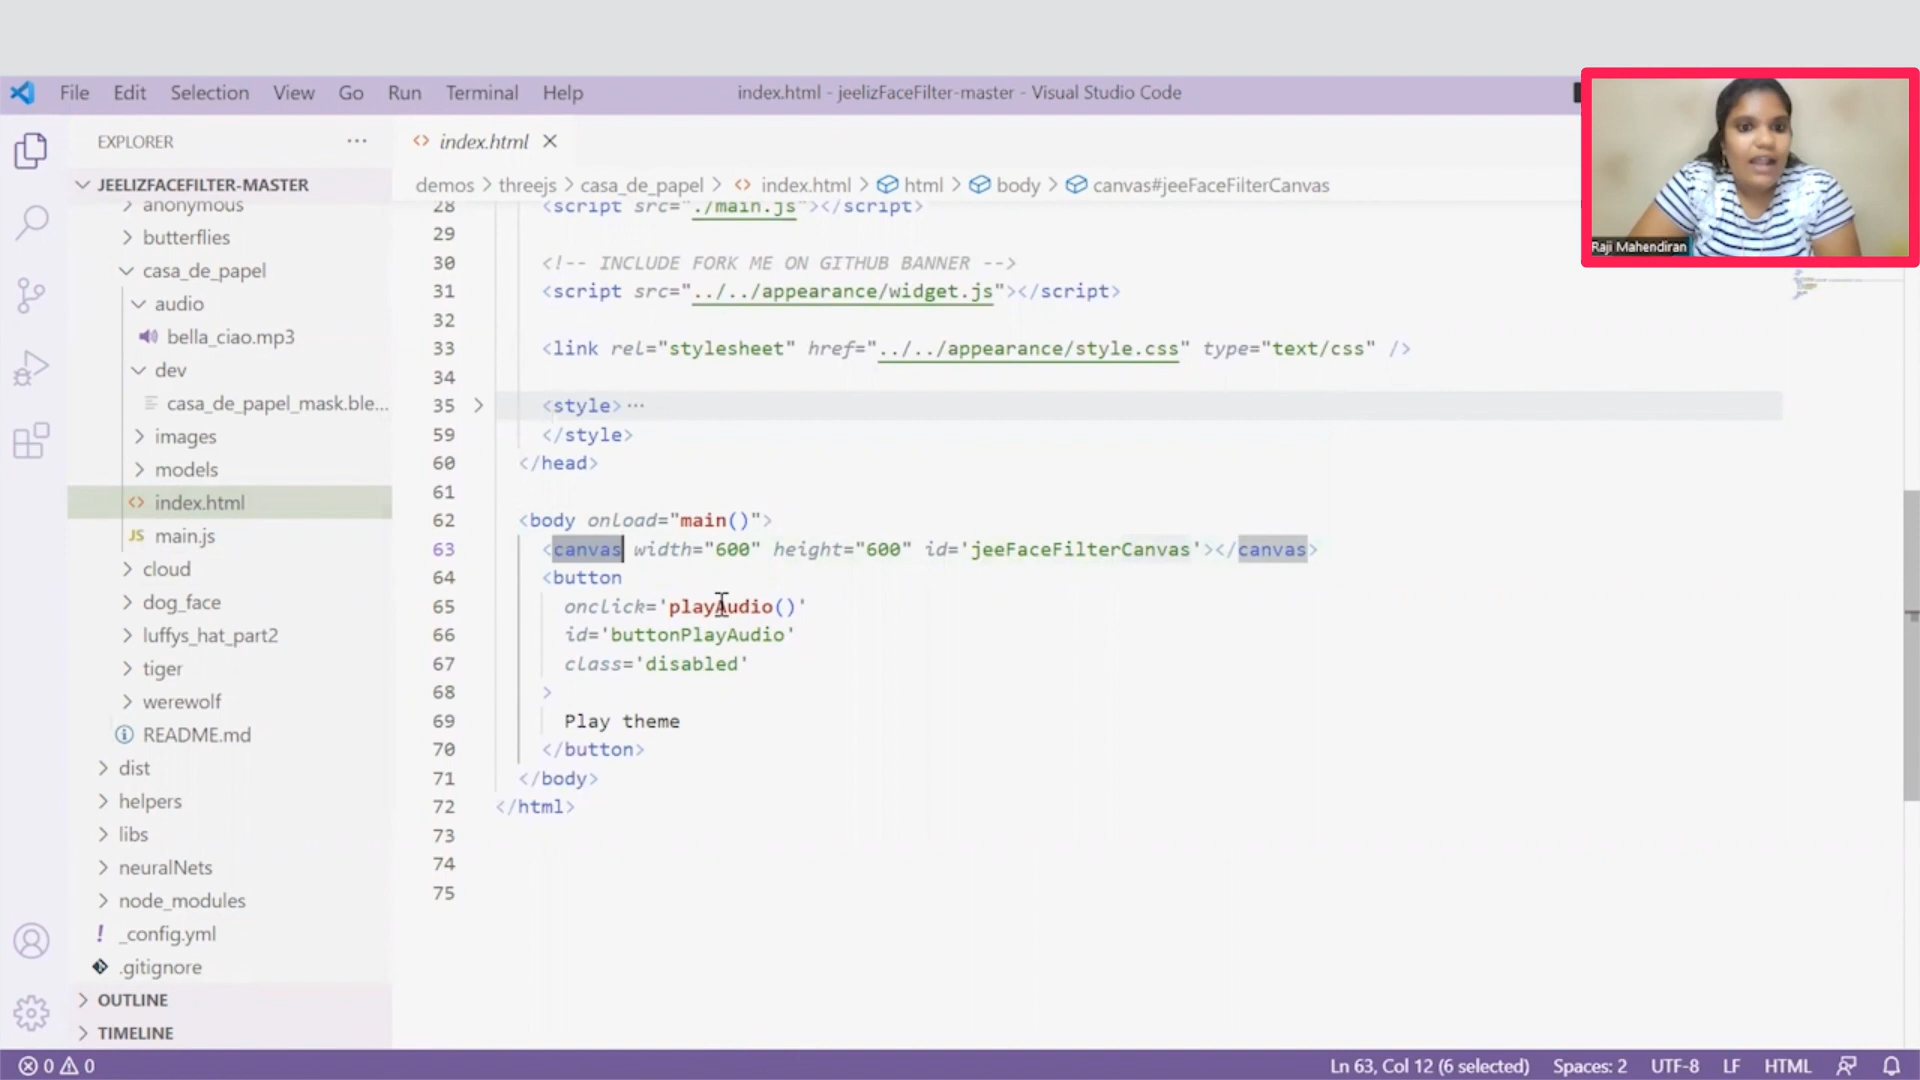 File Edit Selection View Go Run Terminal Help
index.html - jeelizFaceFilter-master - Visual Studio Code
Raji Mahendiran
EXPLORER ···
JEELIZFACEFILTER-MASTER
anonymous
butterflies
casa_de_papel
audio
bella_ciao.mp3
dev
casa_de_papel_mask.ble...
images
models
index.html
JS main.js
cloud
dog_face
luffys_hat_part2
tiger
werewolf
README.md
dist
helpers
libs
neuralNets
node_modules
! _config.yml
.gitignore
OUTLINE
TIMELINE
<> index.html ×
demos > threejs > casa_de_papel > <> index.html > html > body > canvas#jeeFaceFilterCanvas
28 <script src="./main.js"></script>
29
30 <!-- INCLUDE FORK ME ON GITHUB BANNER -->
31 <script src="../../appearance/widget.js"></script>
32
33 <link rel="stylesheet" href="../../appearance/style.css" type="text/css" />
34
35 <style>···
59 </style>
60 </head>
61
62 <body onload="main()">
63 <canvas width="600" height="600" id='jeeFaceFilterCanvas'></canvas>
64 <button
65 onclick='playAudio()'
66 id='buttonPlayAudio'
67 class='disabled'
68 >
69 Play theme
70 </button>
71 </body>
72 </html>
73
74
75
0 0 Ln 63, Col 12 (6 selected) Spaces: 2 UTF-8 LF HTML